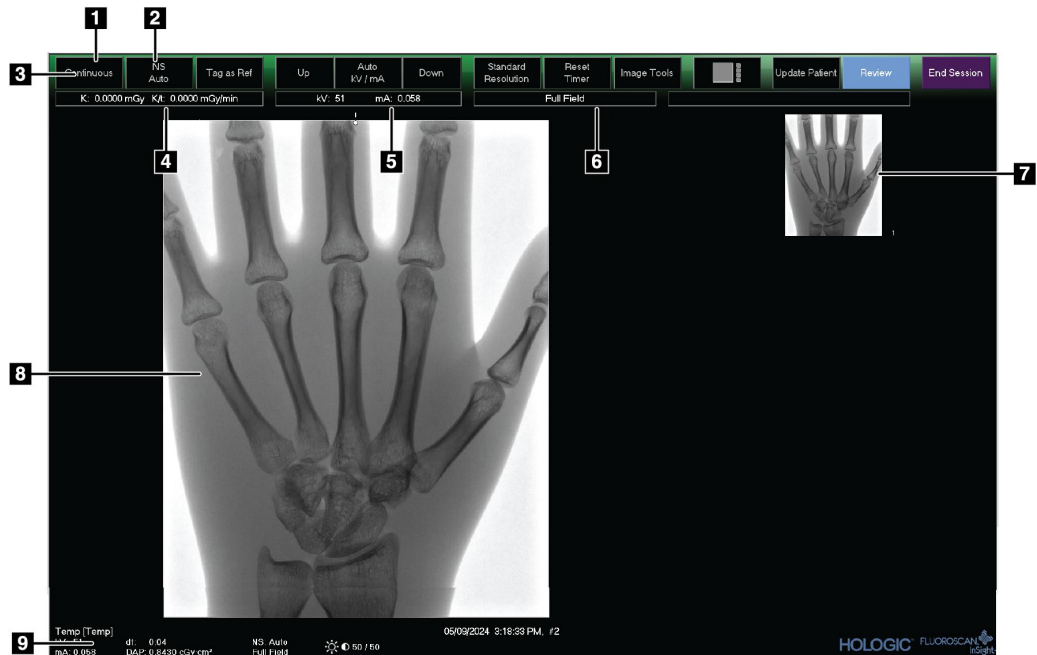 1 2
3
Continuous NS Auto Tag as Ref Up Auto kV / mA Down Standard Resolution Reset Timer Image Tools Update Patient Review End Session
K: 0.0000 mGy K/t: 0.0000 mGy/min kV: 51 mA: 0.058 Full Field
4 5 6
7
1
8
Temp [Temp] 05/09/2024 3:18:33 PM, #2
9
kV: 51 dt: 0.04 NS Auto 50 / 50
mA: 0.058 DAP: 0.8430 cGy·cm² Full Field
HOLOGIC FLUOROSCAN InSight